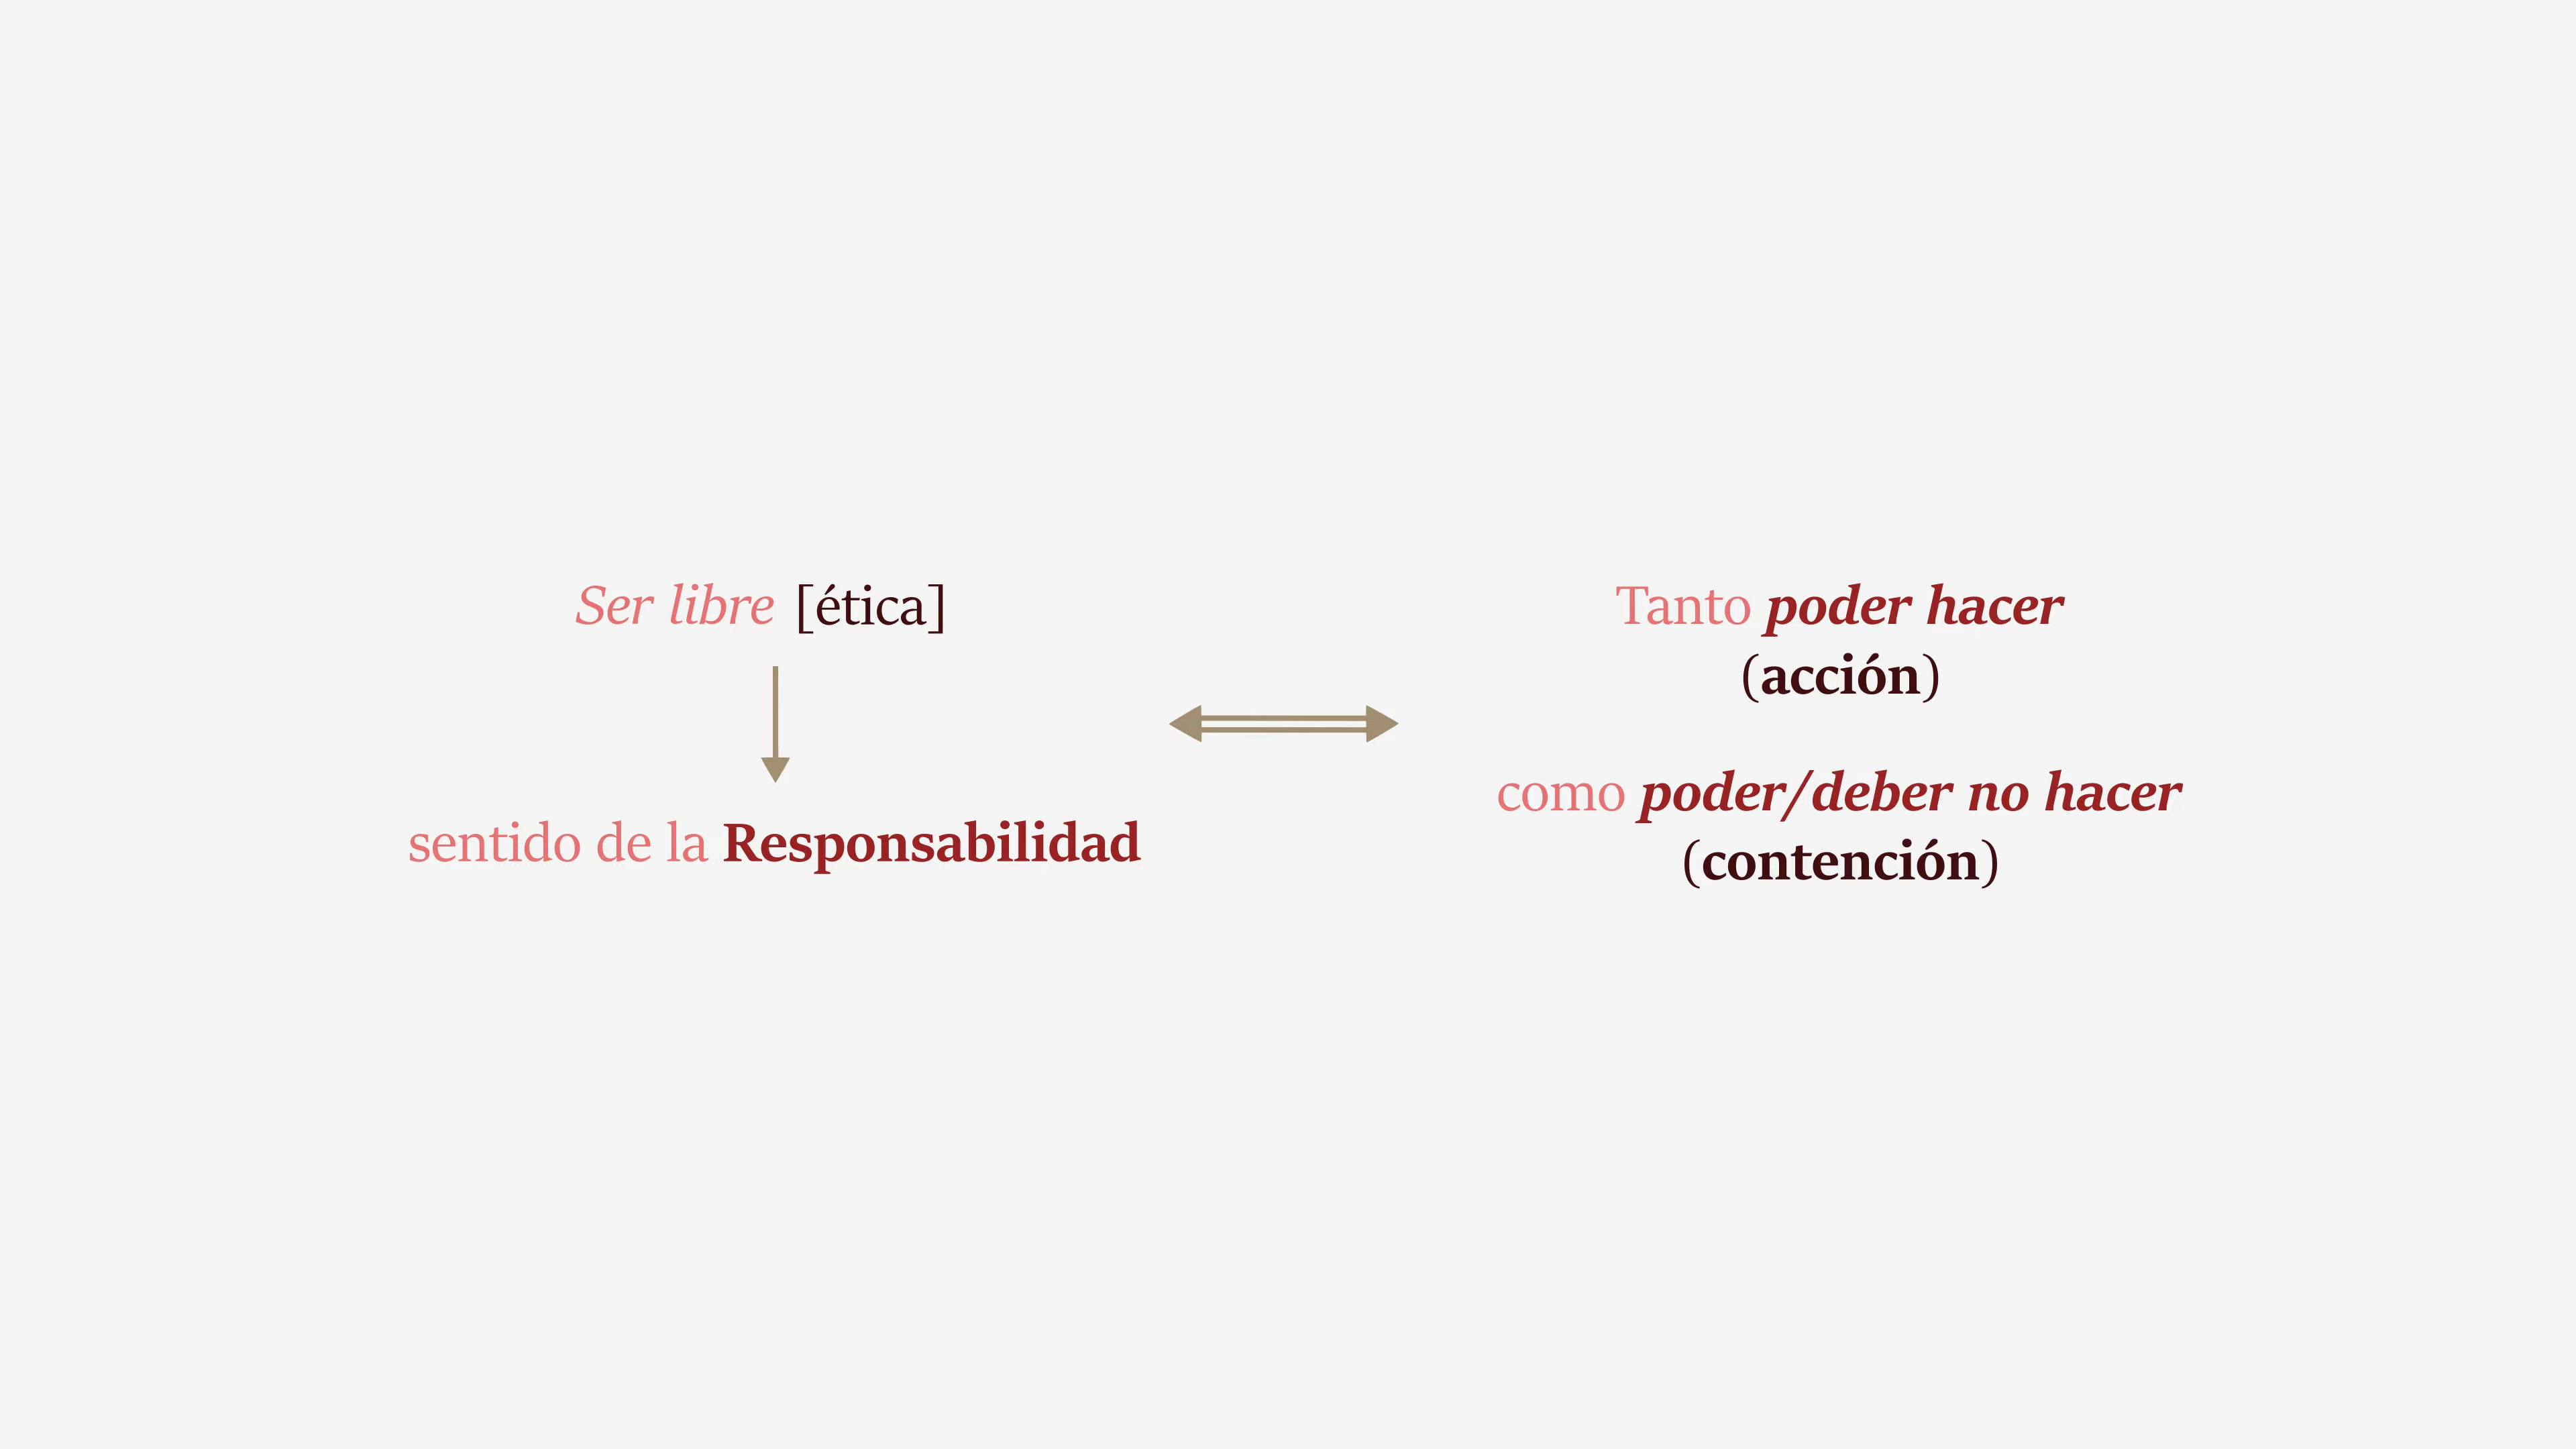 Ser libre [ética]
sentido de la Responsabilidad
Tanto poder hacer
(acción)
como poder/deber no hacer
(contención)